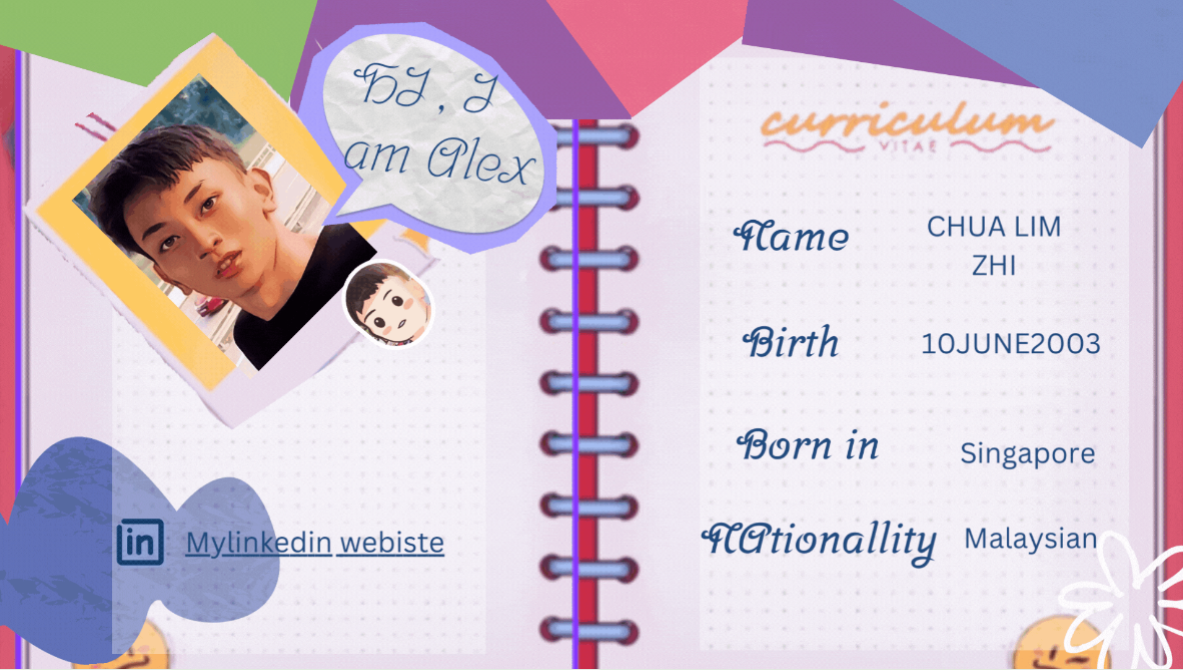 HI , I
am Alex
in
Mylinkedin webiste
curriculum
VITAE
Name
CHUA LIM
ZHI
Birth
10JUNE2003
Born in
Singapore
NAtionallity
Malaysian